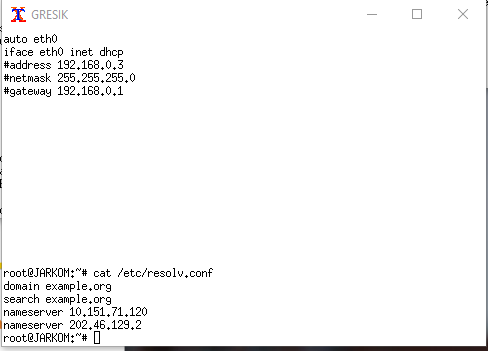 GRESIK
auto eth0
iface eth0 inet dhcp
#address 192.168.0.3
#netmask 255.255.255.0
#gateway 192.168.0.1
root@JARKOM:~# cat /etc/resolv.conf
domain example.org
search example.org
nameserver 10.151.71.120
nameserver 202.46.129.2
root@JARKOM:~#